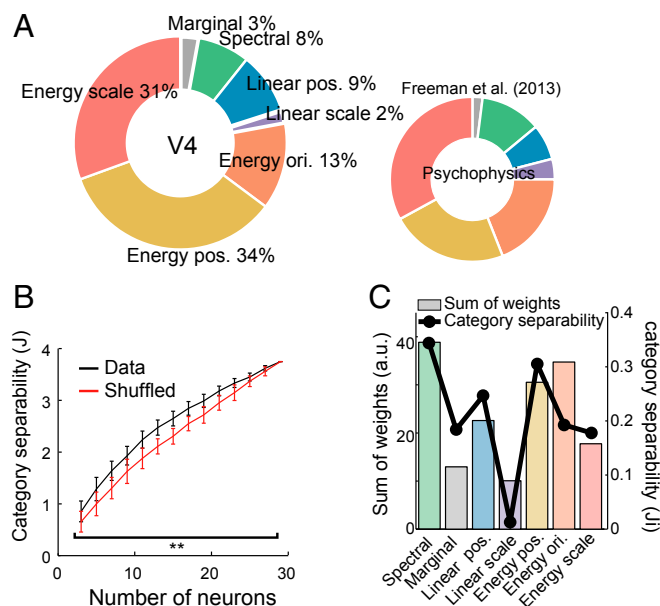 A
Marginal 3%
Spectral 8%
Energy scale 31%
Linear pos. 9%
Linear scale 2%
V4
Energy ori. 13%
Energy pos. 34%
Freeman et al. (2013)
Psychophysics
B
Category separability (J)
4
3
2
1
0
Data
Shuffled
**
0
10
20
30
Number of neurons
C
Sum of weights
Category separability
Sum of weights (a.u.)
40
20
0
category separability (Ji)
0.4
0.3
0.2
0.1
0
Spectral
Marginal
Linear pos.
Linear scale
Energy pos.
Energy ori.
Energy scale